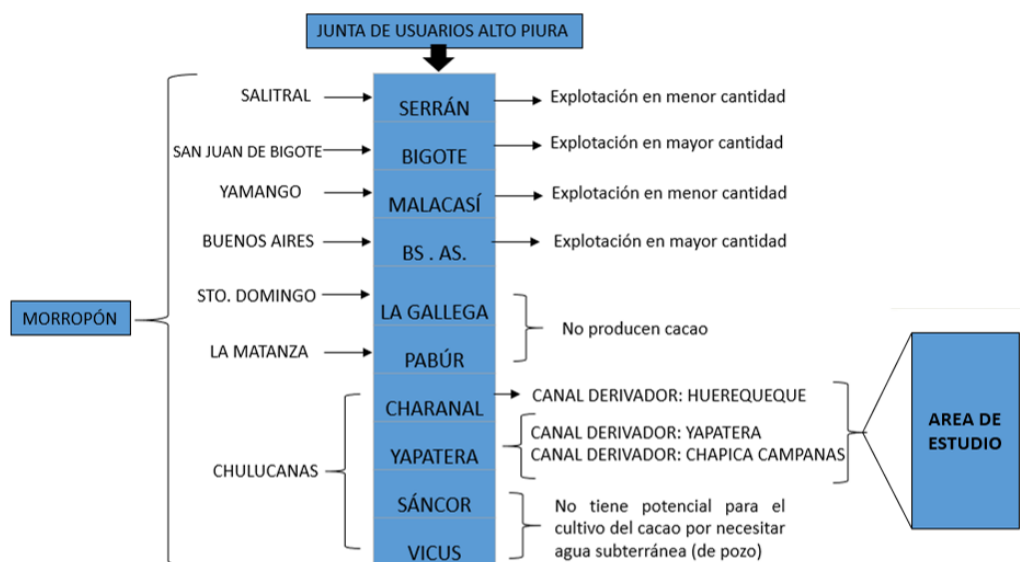 JUNTA DE USUARIOS ALTO PIURA
SALITRAL
SERRÁN
Explotación en menor cantidad
SAN JUAN DE BIGOTE
BIGOTE
Explotación en mayor cantidad
YAMANGO
MALACASÍ
Explotación en menor cantidad
BUENOS AIRES
BS . AS.
Explotación en mayor cantidad
STO. DOMINGO
LA GALLEGA
MORROPÓN
No producen cacao
LA MATANZA
PABÚR
CHARANAL
CANAL DERIVADOR: HUEREQUEQUE
CHULUCANAS
YAPATERA
CANAL DERIVADOR: YAPATERA
CANAL DERIVADOR: CHAPICA CAMPANAS
AREA DE
ESTUDIO
SÁNCOR
VICUS
No tiene potencial para el
cultivo del cacao por necesitar
agua subterránea (de pozo)